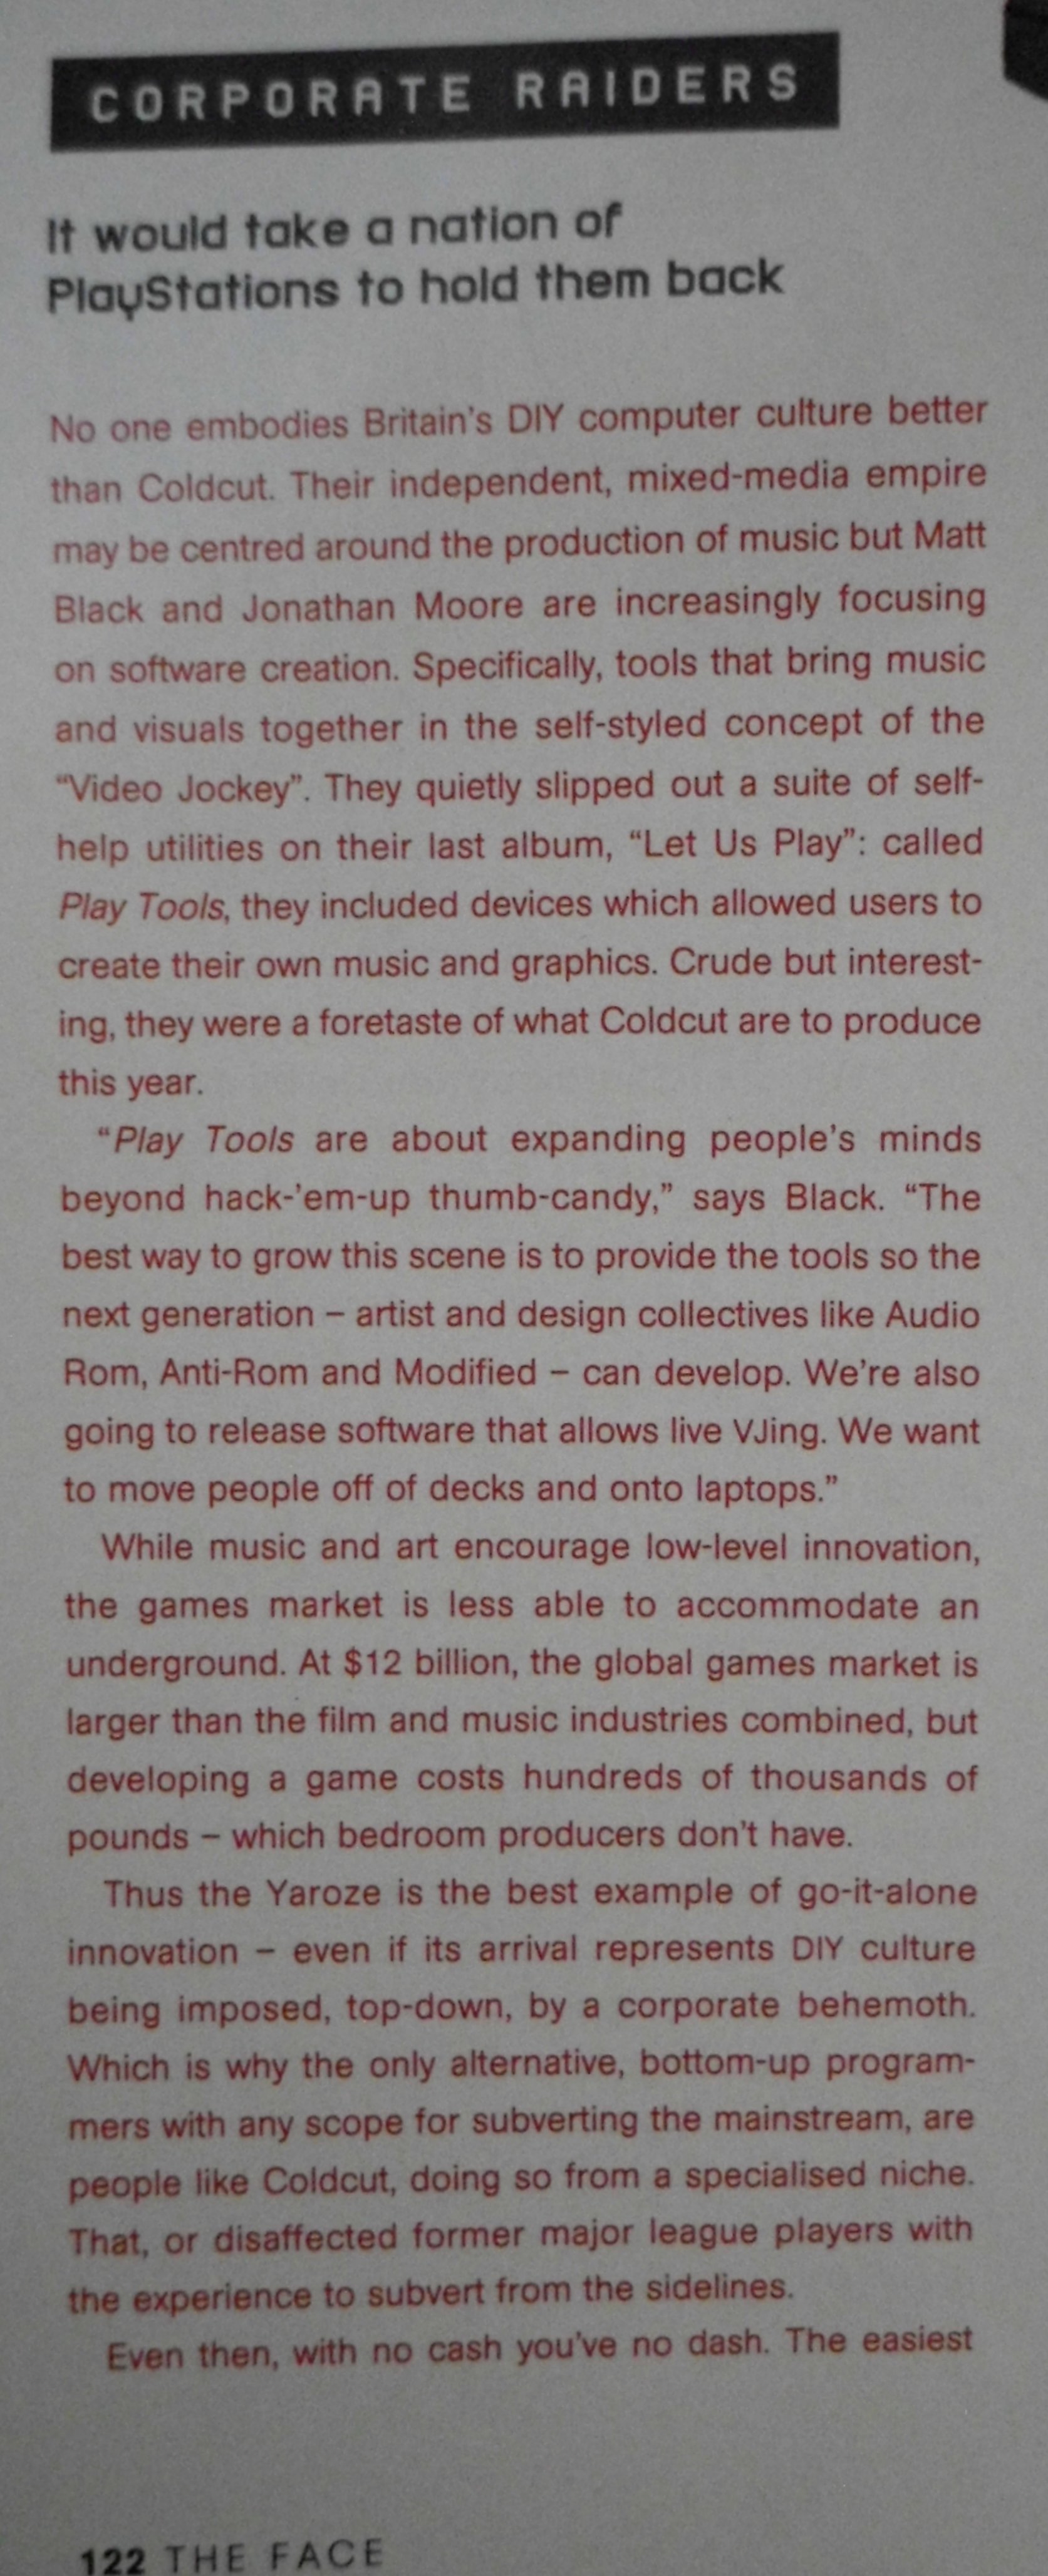 CORPORATE RAIDERS
It would take a nation of
PlayStations to hold them back
No one embodies Britain's DIY computer culture better
than Coldcut. Their independent, mixed-media empire
may be centred around the production of music but Matt
Black and Jonathan Moore are increasingly focusing
on software creation. Specifically, tools that bring music
and visuals together in the self-styled concept of the
“Video Jockey”. They quietly slipped out a suite of self-
help utilities on their last album, “Let Us Play”: called
Play Tools, they included devices which allowed users to
create their own music and graphics. Crude but interest-
ing, they were a foretaste of what Coldcut are to produce
this year.
“Play Tools are about expanding people's minds
beyond hack-'em-up thumb-candy,” says Black. “The
best way to grow this scene is to provide the tools so the
next generation – artist and design collectives like Audio
Rom, Anti-Rom and Modified – can develop. We're also
going to release software that allows live VJing. We want
to move people off of decks and onto laptops.”
While music and art encourage low-level innovation,
the games market is less able to accommodate an
underground. At $12 billion, the global games market is
larger than the film and music industries combined, but
developing a game costs hundreds of thousands of
pounds – which bedroom producers don't have.
Thus the Yaroze is the best example of go-it-alone
innovation – even if its arrival represents DIY culture
being imposed, top-down, by a corporate behemoth.
Which is why the only alternative, bottom-up program-
mers with any scope for subverting the mainstream, are
people like Coldcut, doing so from a specialised niche.
That, or disaffected former major league players with
the experience to subvert from the sidelines.
Even then, with no cash you've no dash. The easiest
122 THE FACE